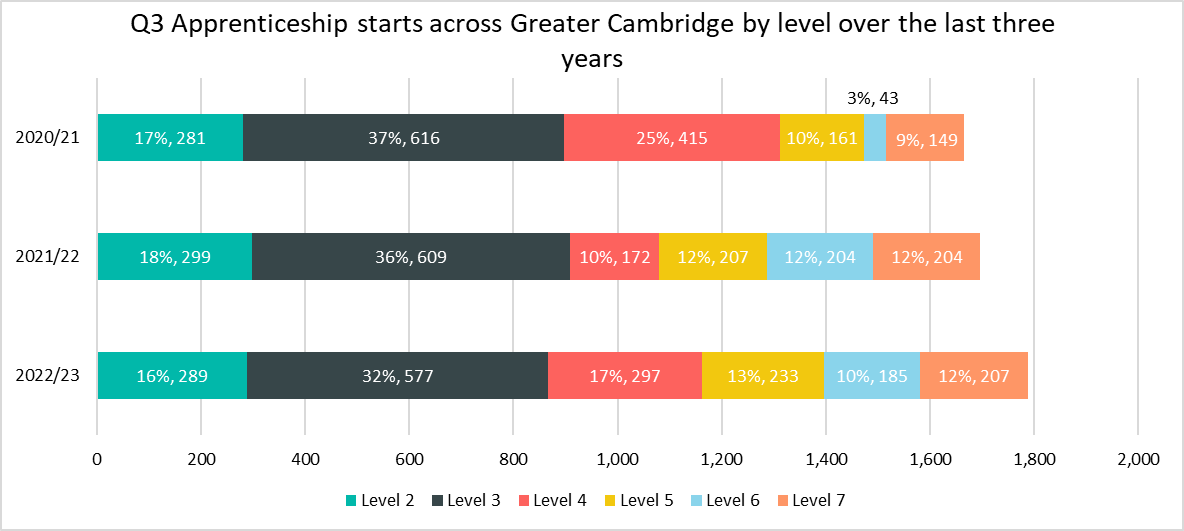 Q3 Apprenticeship starts across Greater Cambridge by level over the last three
years
3%, 43
2020/21 17%, 281 37%, 616 25%, 415 10%, 161 9%, 149
2021/22 18%, 299 36%, 609 10%, 172 12%, 207 12%, 204 12%, 204
2022/23 16%, 289 32%, 577 17%, 297 13%, 233 10%, 185 12%, 207
0 200 400 600 800 1,000 1,200 1,400 1,600 1,800 2,000
Level 2 Level 3 Level 4 Level 5 Level 6 Level 7